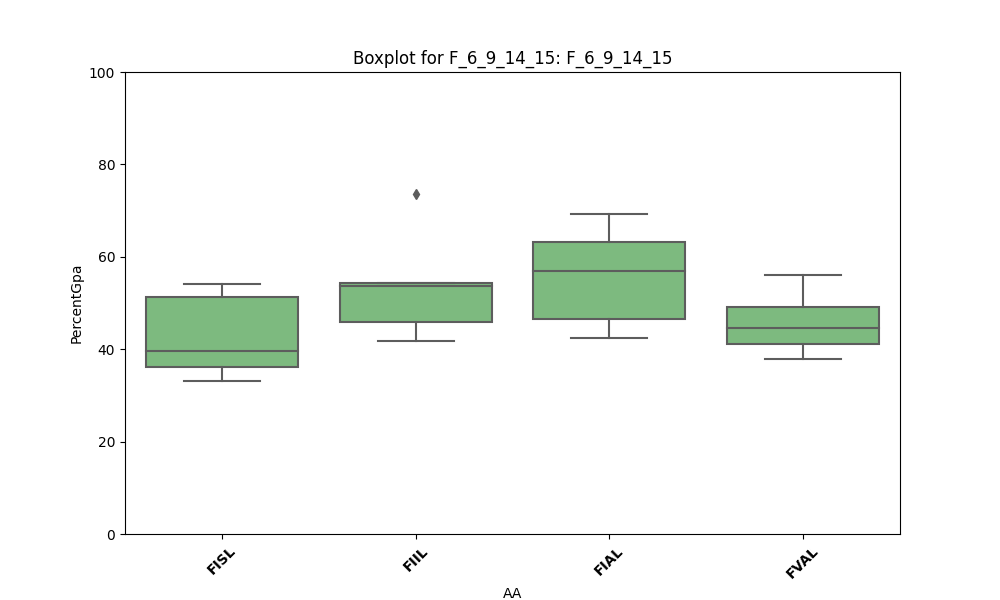 Boxplot for F_6_9_14_15: F_6_9_14_15
100
80
60
40
20
0
PercentGpa
FISL
FIIL
FIAL
FVAL
AA